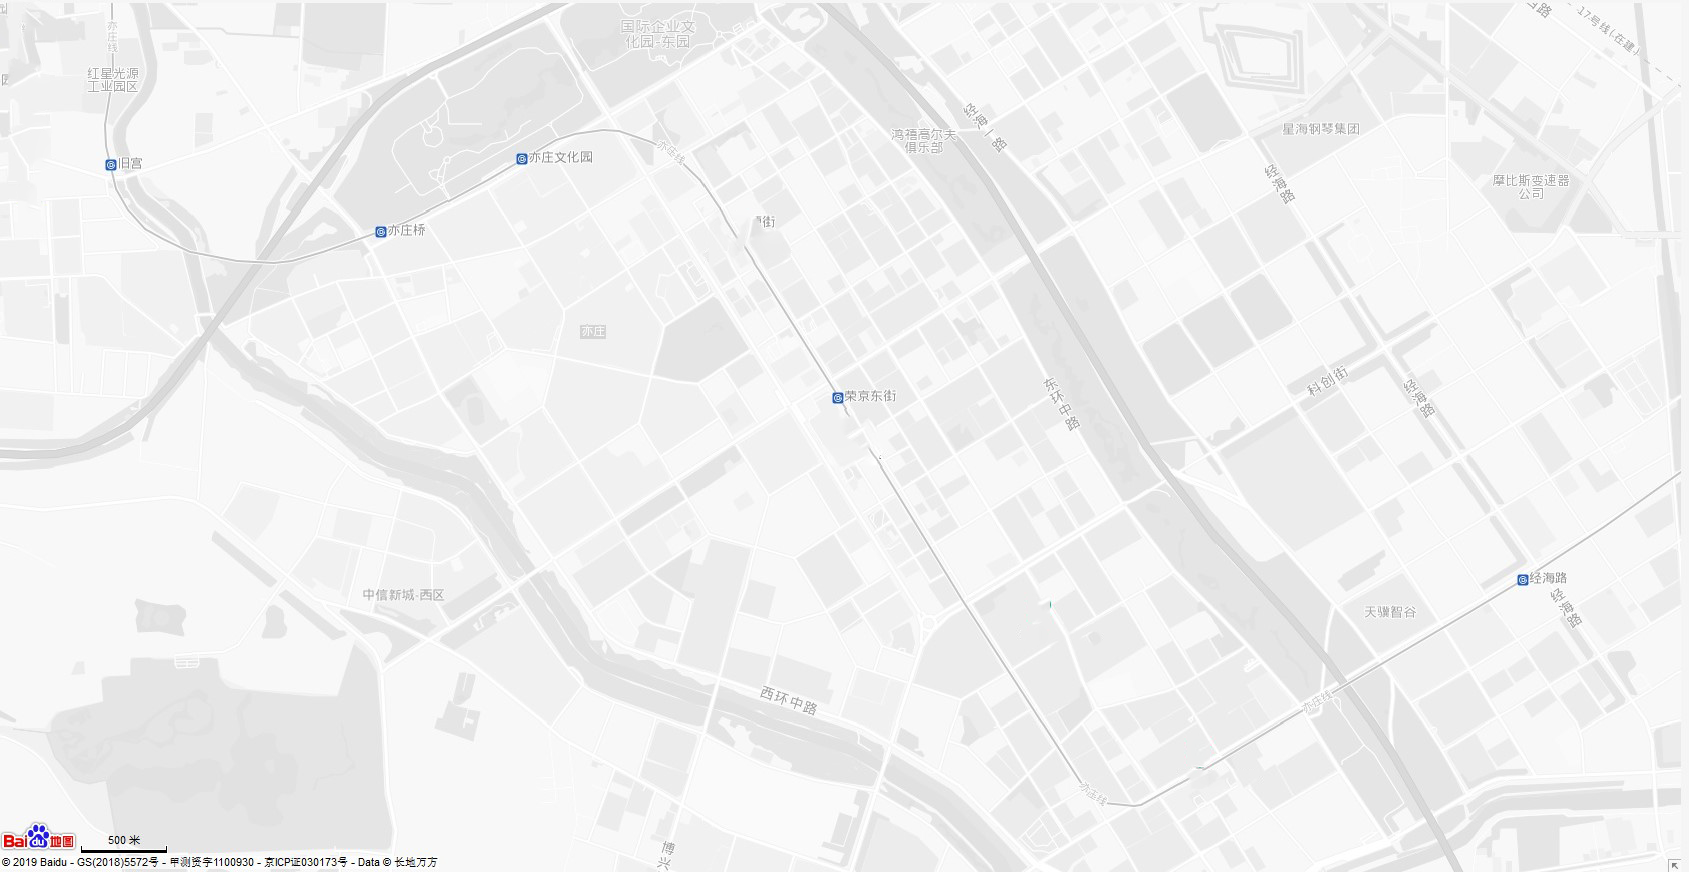 亦庄线
国际企业文
化园-东园
-17号线(在建)
红星光源
工业园区
经海一路
鸿禧高尔夫
俱乐部
星海钢琴集团
旧宫
亦庄文化园
亦庄线
经海路
摩比斯变速器
公司
亦庄桥
街
亦庄
科创街
荣京东街
东环中路
经海路
中信新城-西区
经海路
天骥智谷
经海路
西环中路
亦庄线
亦庄线
博兴
Bai du 地图
500 米
© 2019 Baidu - GS(2018)5572号 - 甲测资字1100930 - 京ICP证030173号 - Data © 长地万方